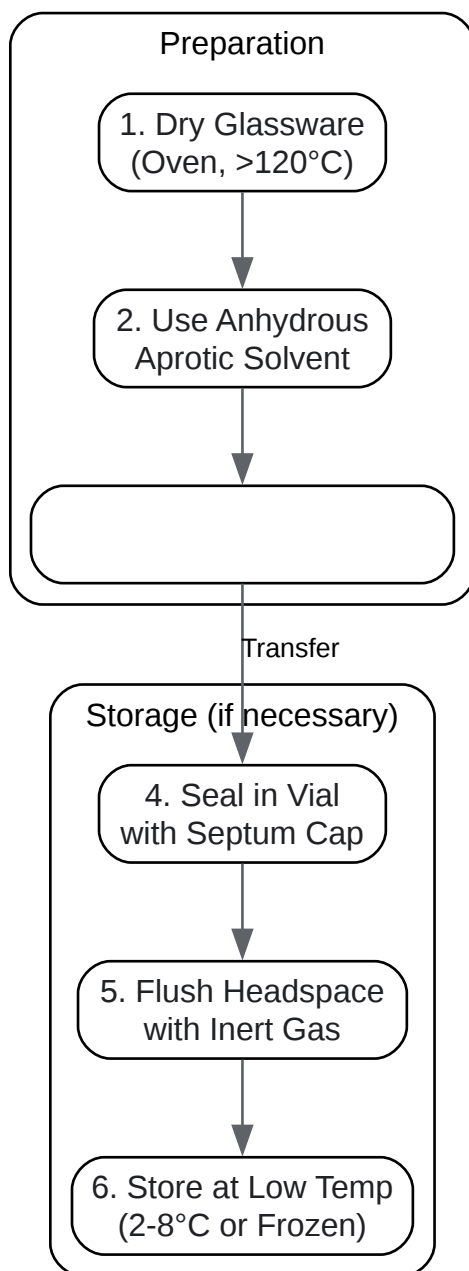 Preparation
1. Dry Glassware
(Oven, >120°C)
2. Use Anhydrous
Aprotic Solvent
Transfer
Storage (if necessary)
4. Seal in Vial
with Septum Cap
5. Flush Headspace
with Inert Gas
6. Store at Low Temp
(2-8°C or Frozen)